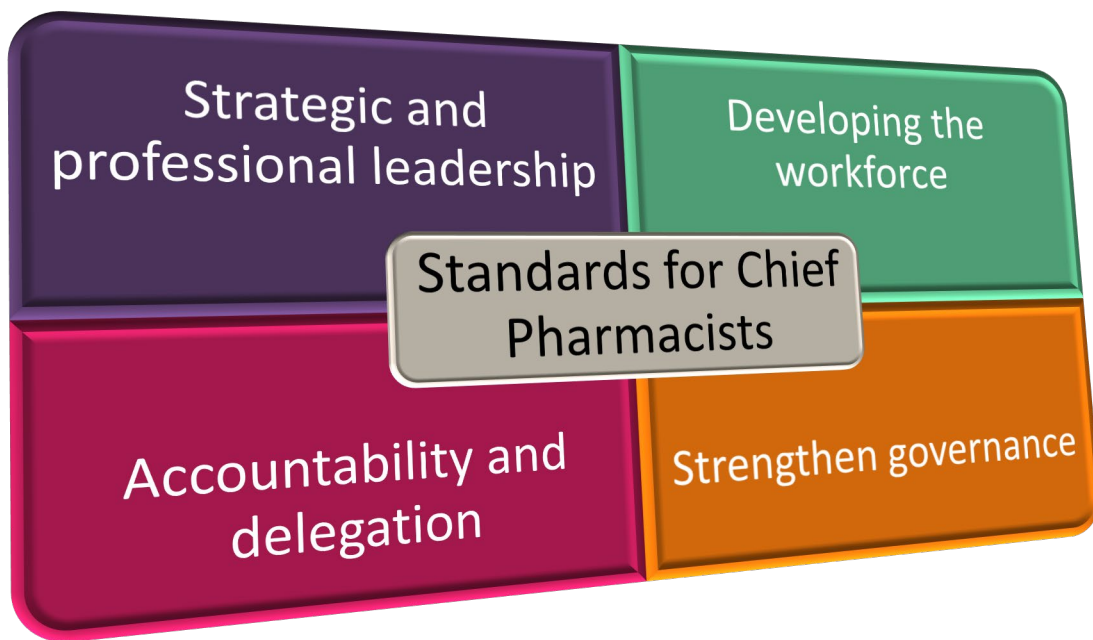 Strategic and
professional leadership
Developing the
workforce
Standards for Chief
Pharmacists
Accountability and
delegation
Strengthen governance